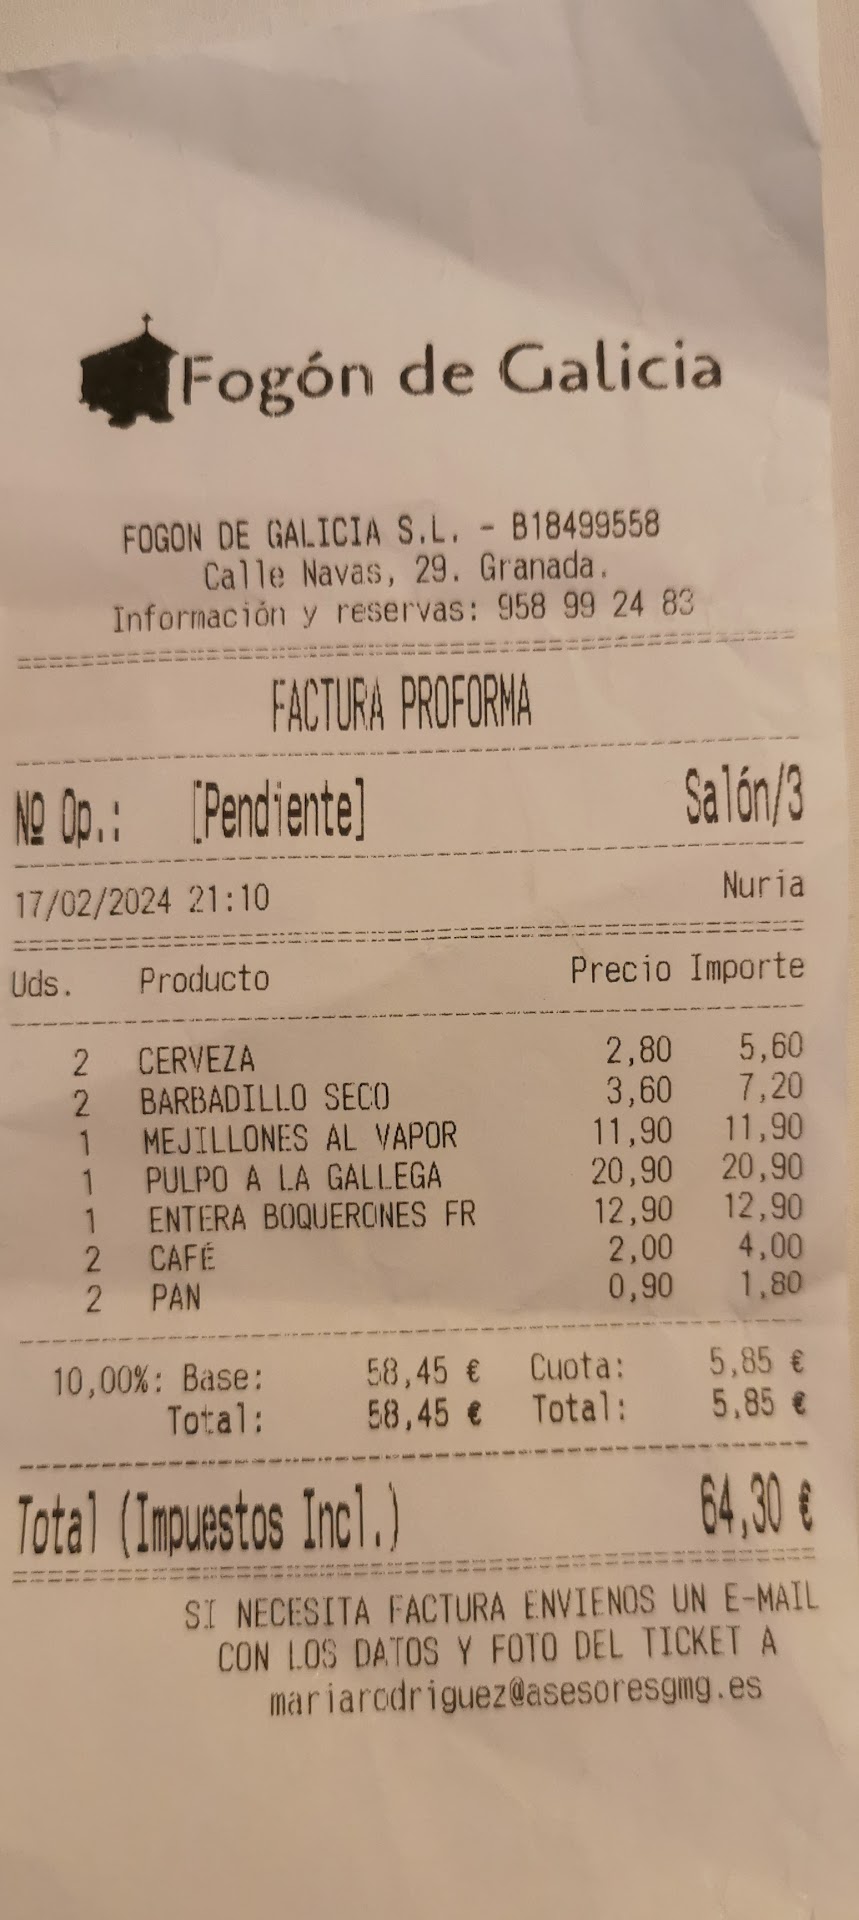 Fogón de Galicia
FOGON DE GALICIA S.L. - B18499558
Calle Navas, 29. Granada.
Información y reservas: 958 99 24 83
FACTURA PROFORMA
Nº Op.: [Pendiente] Salón/3
17/02/2024 21:10 Nuria
Uds. Producto Precio Importe
2 CERVEZA 2,80 5,60
2 BARBADILLO SECO 3,60 7,20
1 MEJILLONES AL VAPOR 11,90 11,90
1 PULPO A LA GALLEGA 20,90 20,90
1 ENTERA BOQUERONES FR 12,90 12,90
2 CAFÉ 2,00 4,00
2 PAN 0,90 1,80
10,00%: Base: 58,45 € Cuota: 5,85 €
Total: 58,45 € Total: 5,85 €
Total (Impuestos Incl.) 64,30 €
SI NECESITA FACTURA ENVIENOS UN E-MAIL
CON LOS DATOS Y FOTO DEL TICKET A
mariarodriguez@asesoresgmg.es